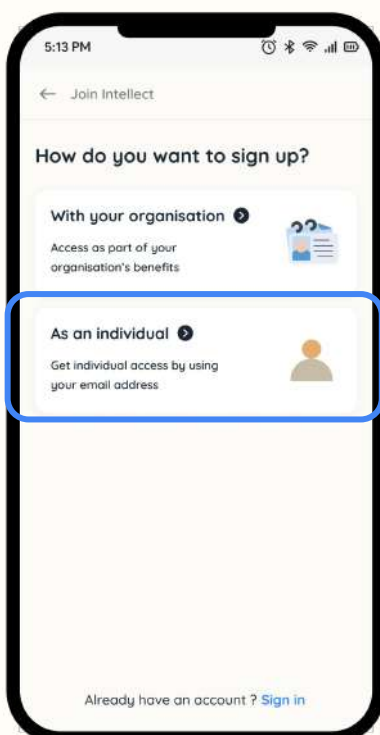 5:13 PM
Join Intellect
How do you want to sign up?
With your organisation
Access as part of your
organisation's benefits
As an individual
Get individual access by using
your email address
Already have an account ? Sign in